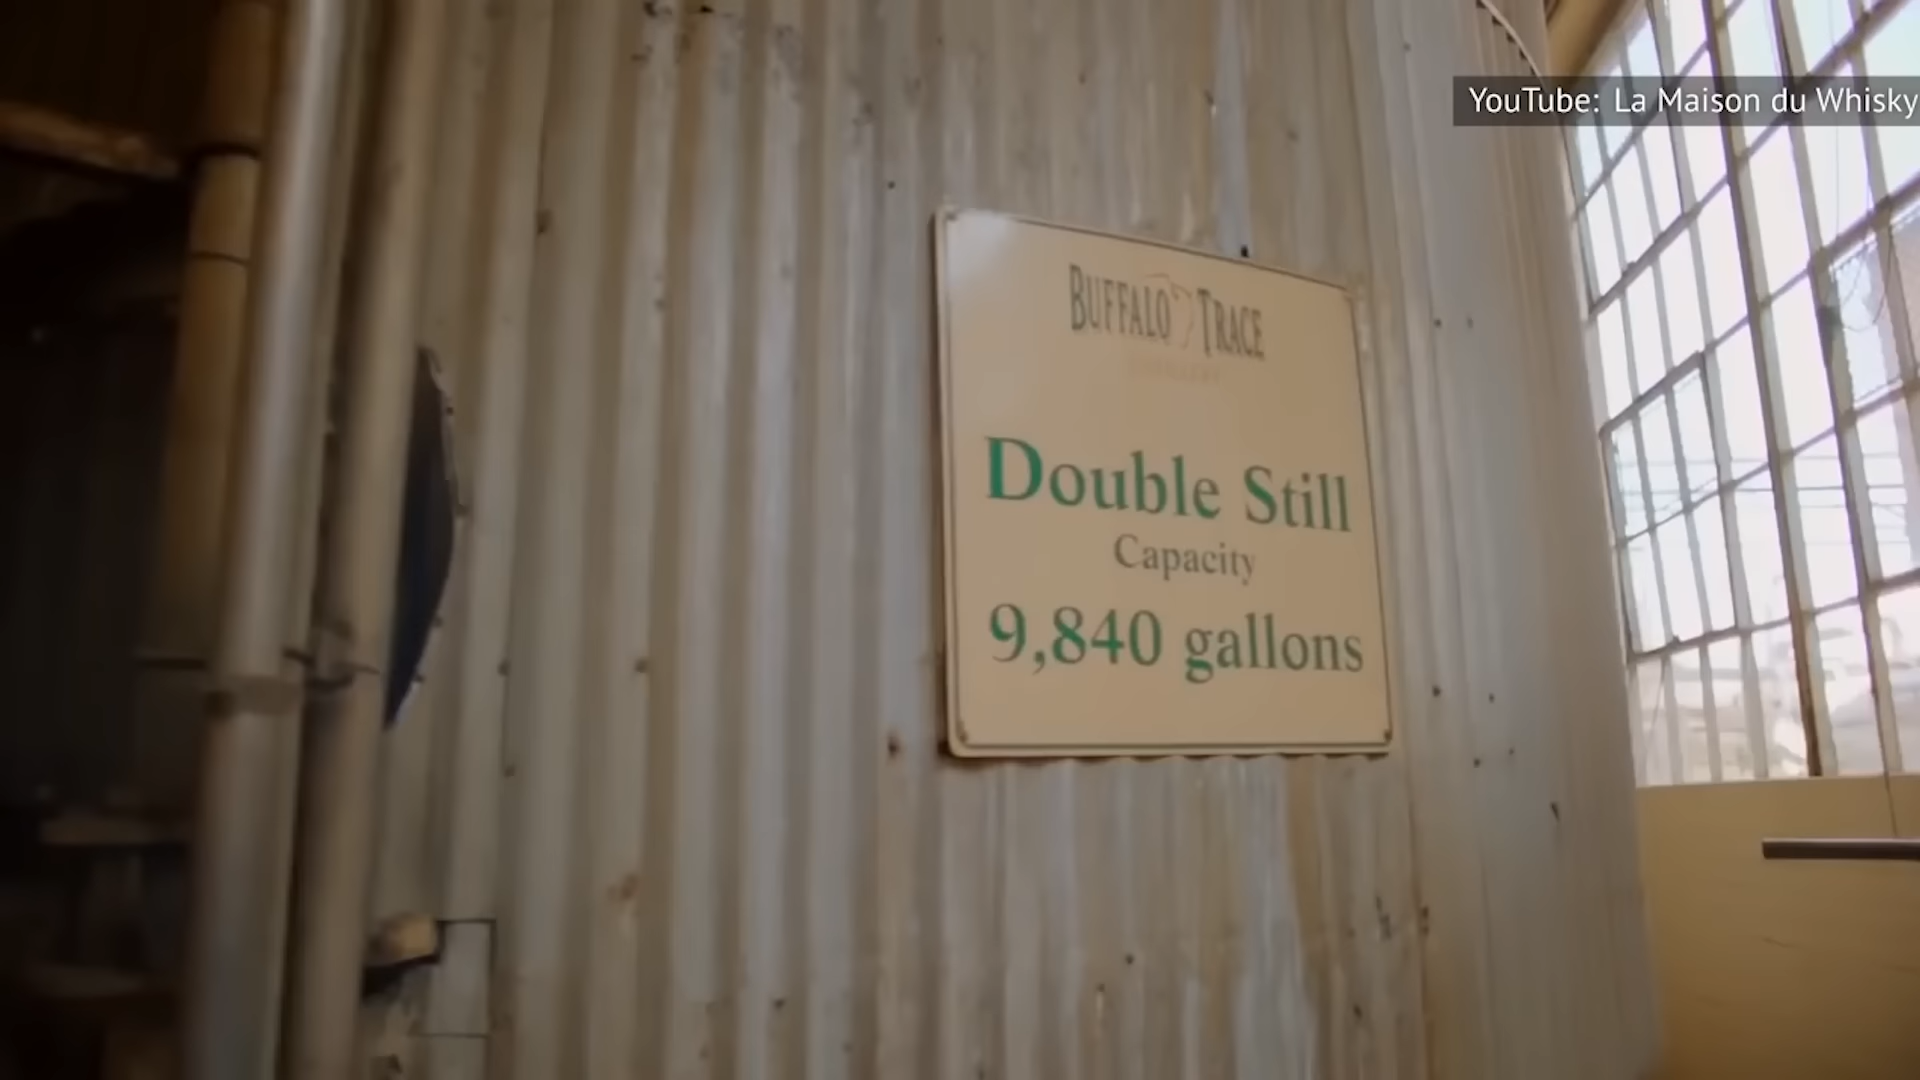 YouTube: La Maison du Whisky
BUFFALO TRACE
Double Still
Capacity
9,840 gallons